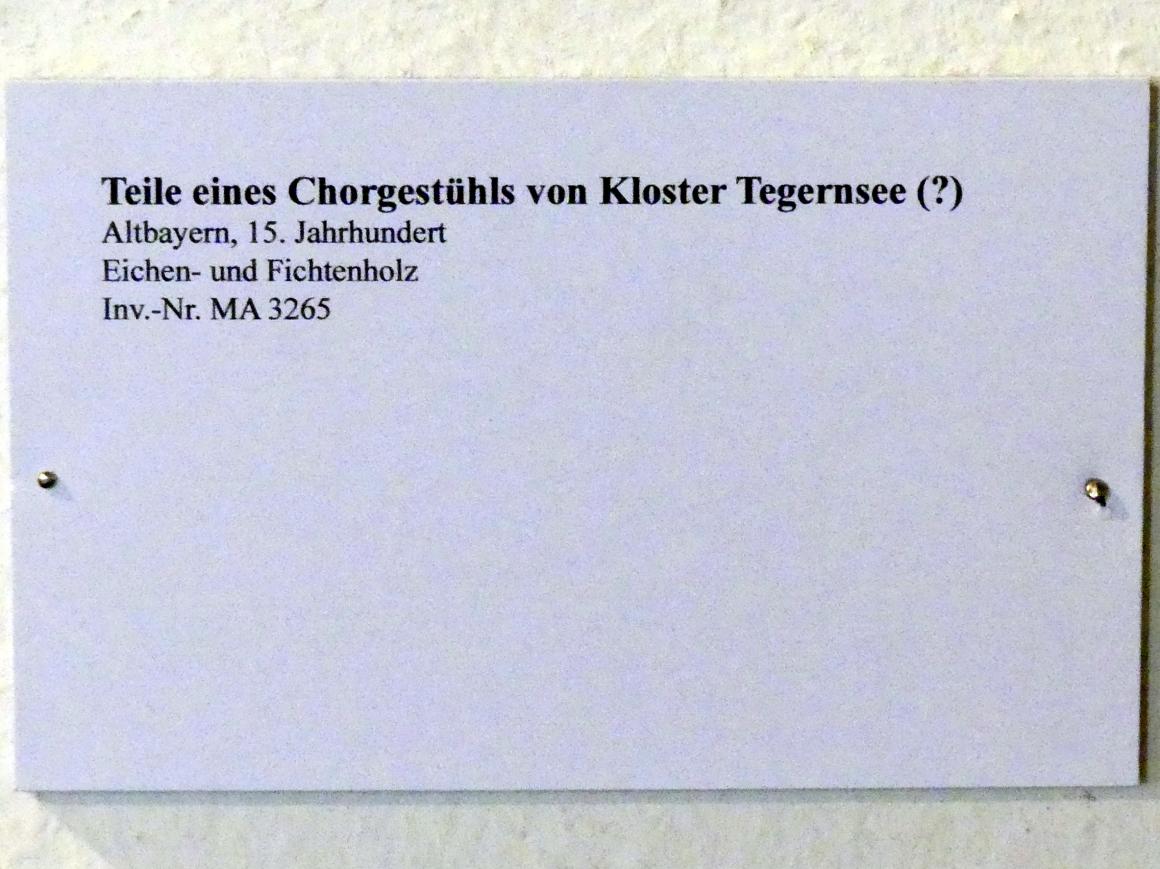 Teile eines Chorgestühls von Kloster Tegernsee (?)
Altbayern, 15. Jahrhundert
Eichen- und Fichtenholz
Inv.-Nr. MA 3265